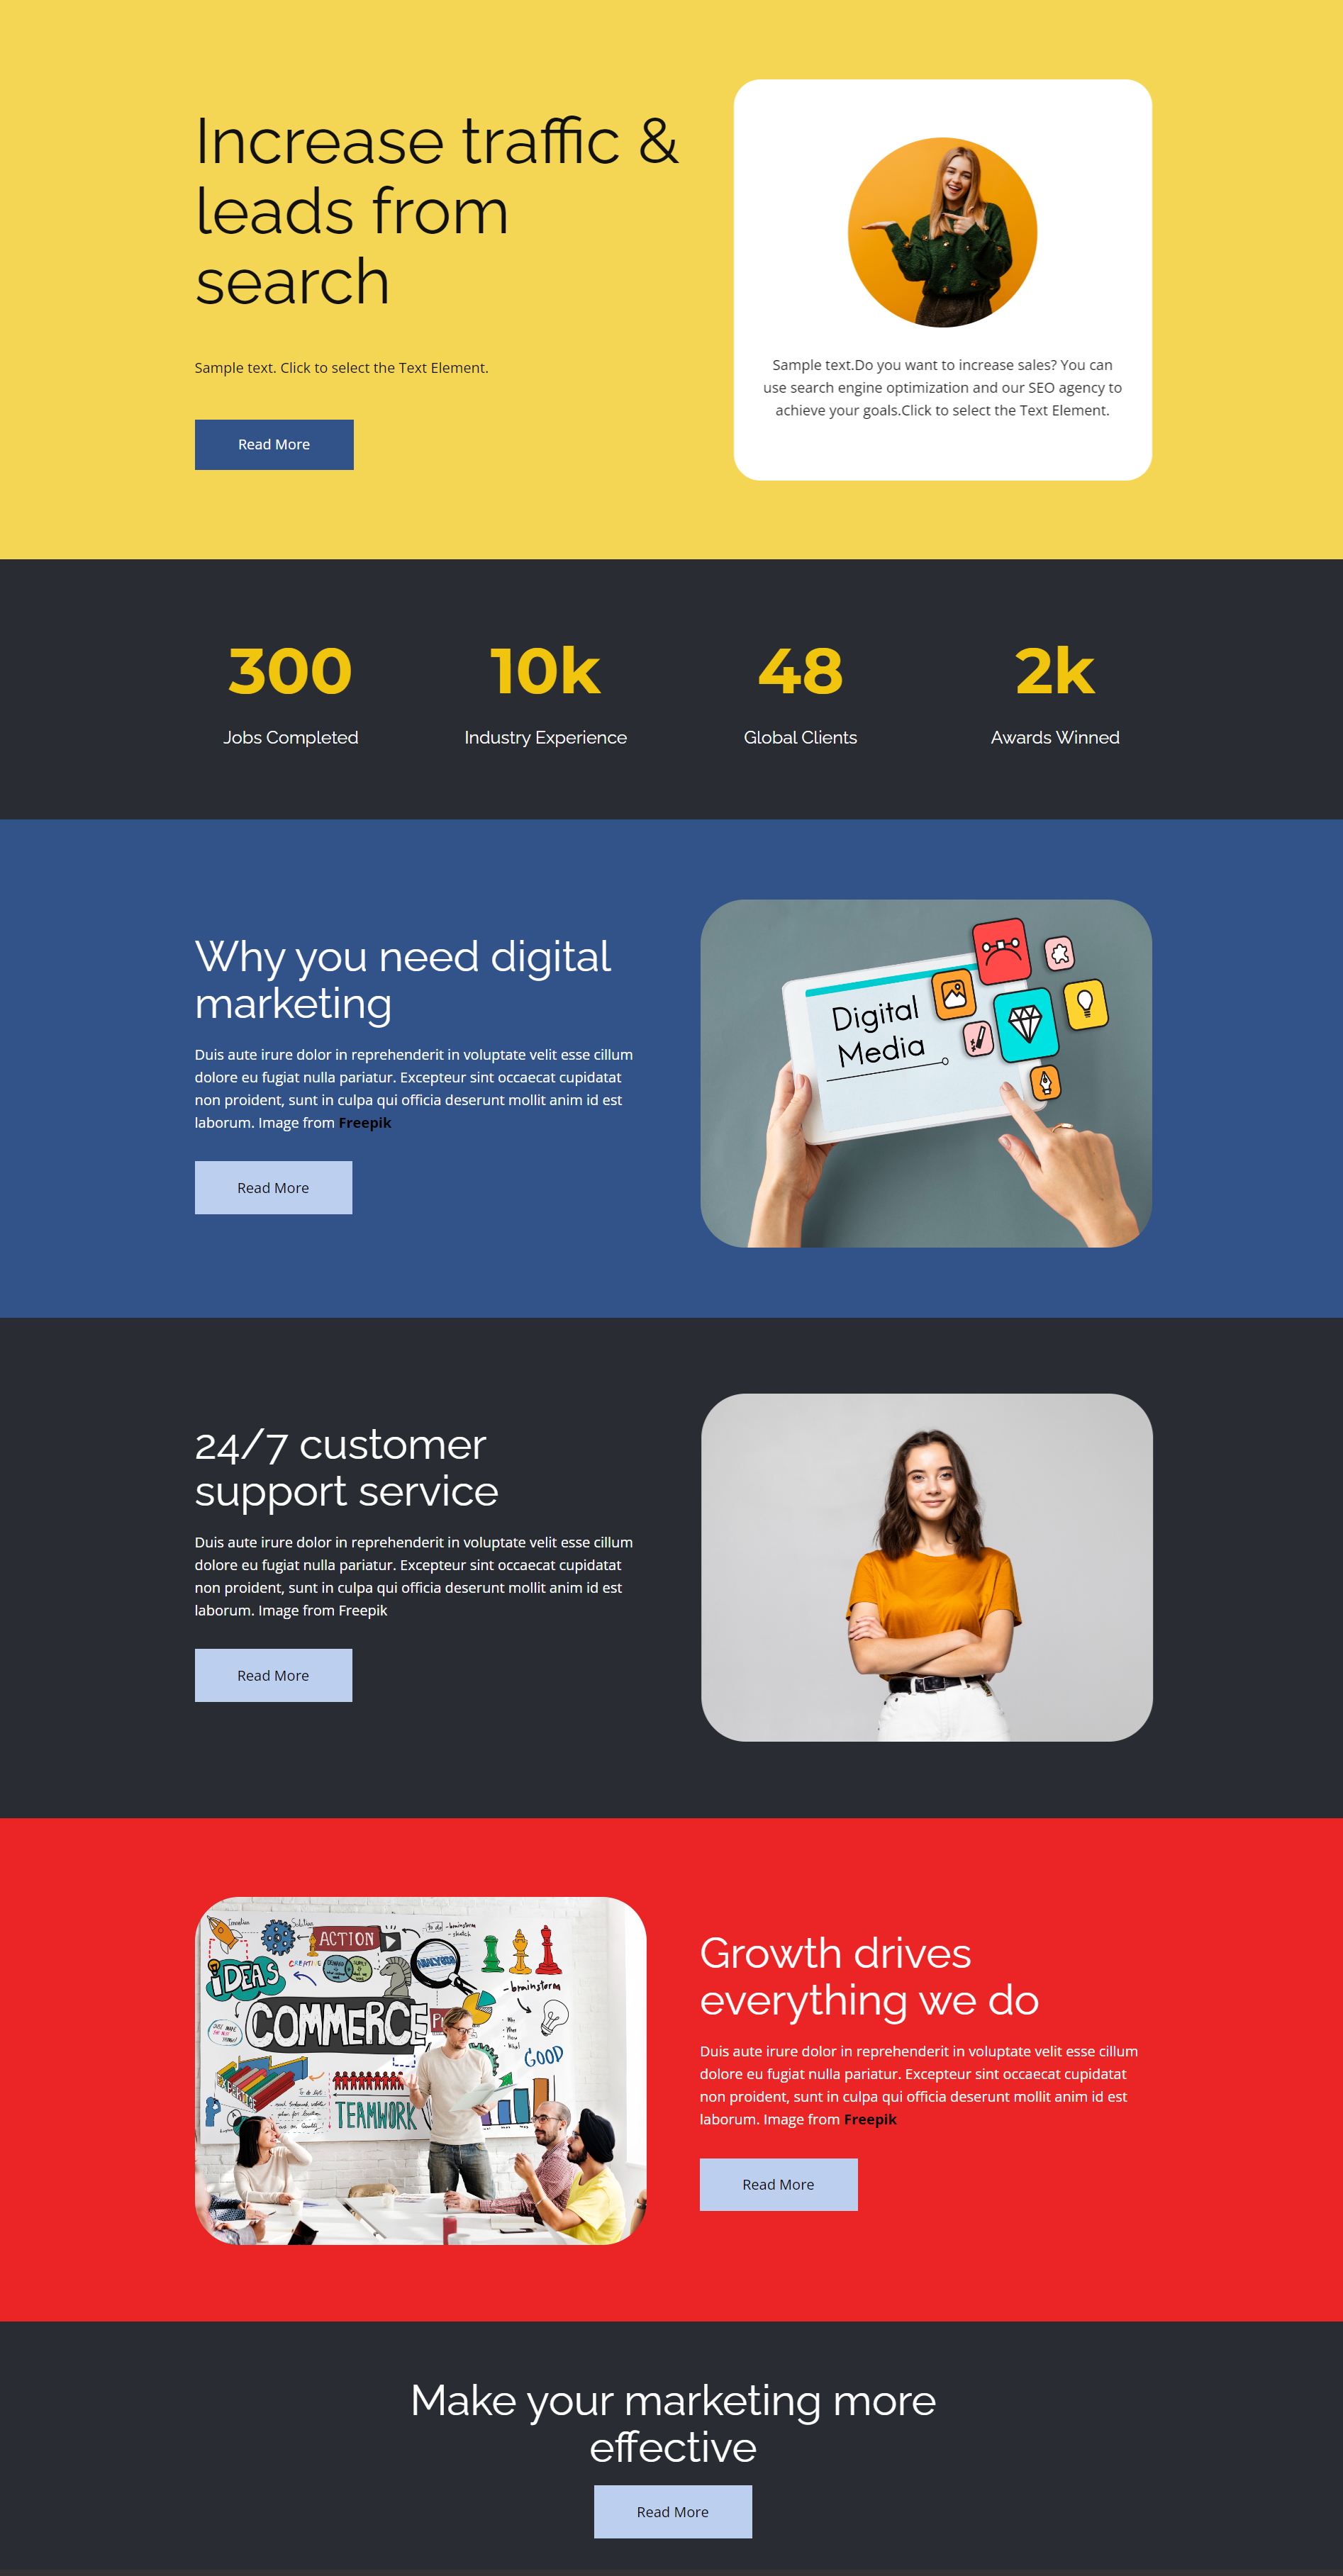 Increase traffic &
leads from
search
Sample text. Click to select the Text Element.
Read More
Sample text.Do you want to increase sales? You can
use search engine optimization and our SEO agency to
achieve your goals.Click to select the Text Element.
300
Jobs Completed
10k
Industry Experience
48
Global Clients
2k
Awards Winned
Why you need digital
marketing
Duis aute irure dolor in reprehenderit in voluptate velit esse cillum
dolore eu fugiat nulla pariatur. Excepteur sint occaecat cupidatat
non proident, sunt in culpa qui officia deserunt mollit anim id est
laborum. Image from Freepik
Read More
Digital
Media
24/7 customer
support service
Duis aute irure dolor in reprehenderit in voluptate velit esse cillum
dolore eu fugiat nulla pariatur. Excepteur sint occaecat cupidatat
non proident, sunt in culpa qui officia deserunt mollit anim id est
laborum. Image from Freepik
Read More
ACTION
to do
-brainstorm
-sketch
IDEAS
CREATIVE
ANALYSIS
COMMERCE
-brainstorm
GOOD
EXPERTISE
To do list
TEAMWORK
Growth drives
everything we do
Duis aute irure dolor in reprehenderit in voluptate velit esse cillum
dolore eu fugiat nulla pariatur. Excepteur sint occaecat cupidatat
non proident, sunt in culpa qui officia deserunt mollit anim id est
laborum. Image from Freepik
Read More
Make your marketing more
effective
Read More